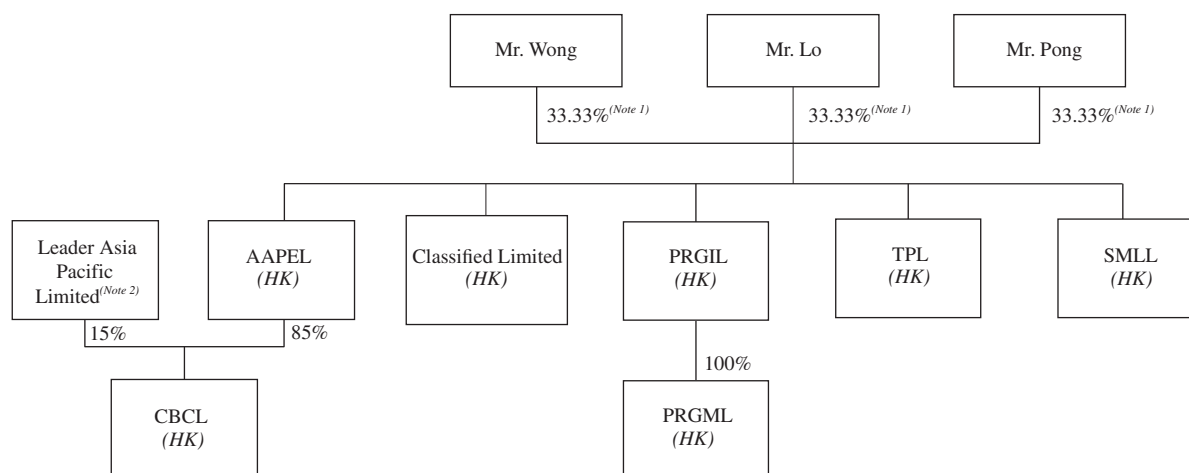 Mr. Wong
Mr. Lo
Mr. Pong
33.33%(Note 1)
33.33%(Note 1)
33.33%(Note 1)
Leader Asia
Pacific
Limited(Note 2)
AAPEL
(HK)
Classified Limited
(HK)
PRGIL
(HK)
TPL
(HK)
SMLL
(HK)
15%
85%
100%
CBCL
(HK)
PRGML
(HK)